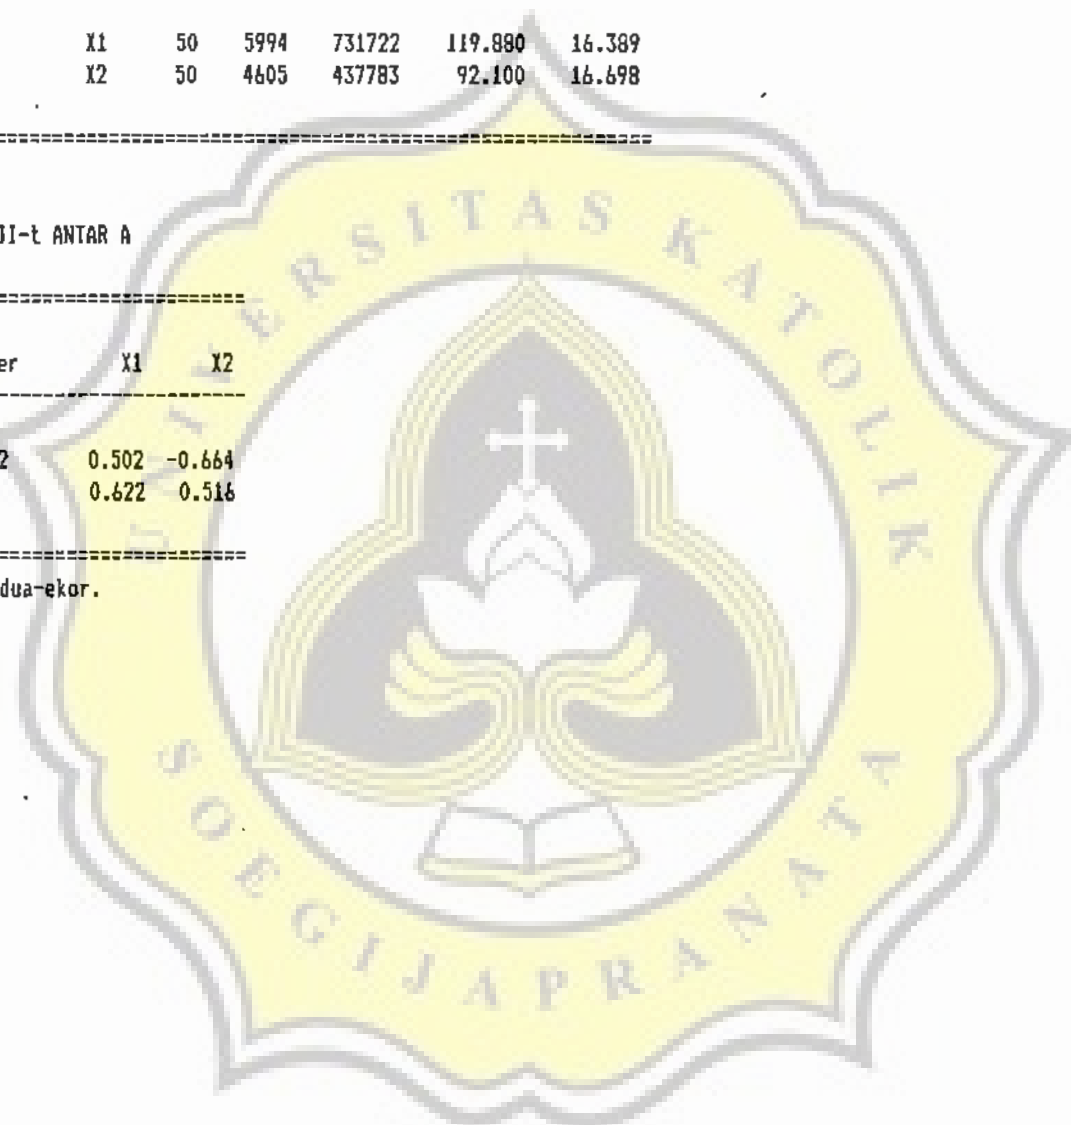 X1 50 5994 731722 119.880 16.389
X2 50 4605 437783 92.100 16.698
=====================================================
JI-t ANTAR A
====================
er X1 X2
--------------------
2 0.502 -0.664
0.622 0.516
====================
dua-ekor.
UNIVERSITAS KATOLIK
SOEGIJAPRANATA